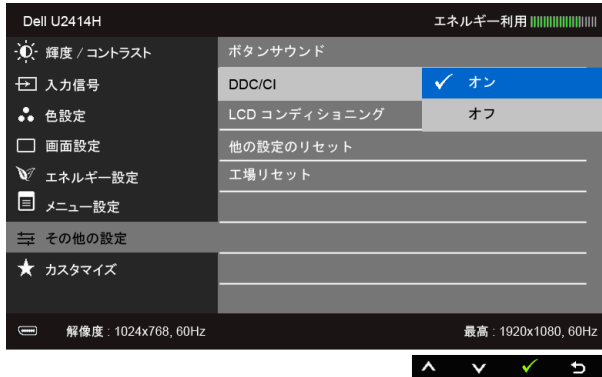 Dell U2414H エネルギー利用
輝度 / コントラスト ボタンサウンド
入力信号 DDC/CI オン
色設定 LCD コンディショニング オフ
画面設定 他の設定のリセット
エネルギー設定 工場リセット
メニュー設定
その他の設定
カスタマイズ
解像度 : 1024x768, 60Hz 最高 : 1920x1080, 60Hz